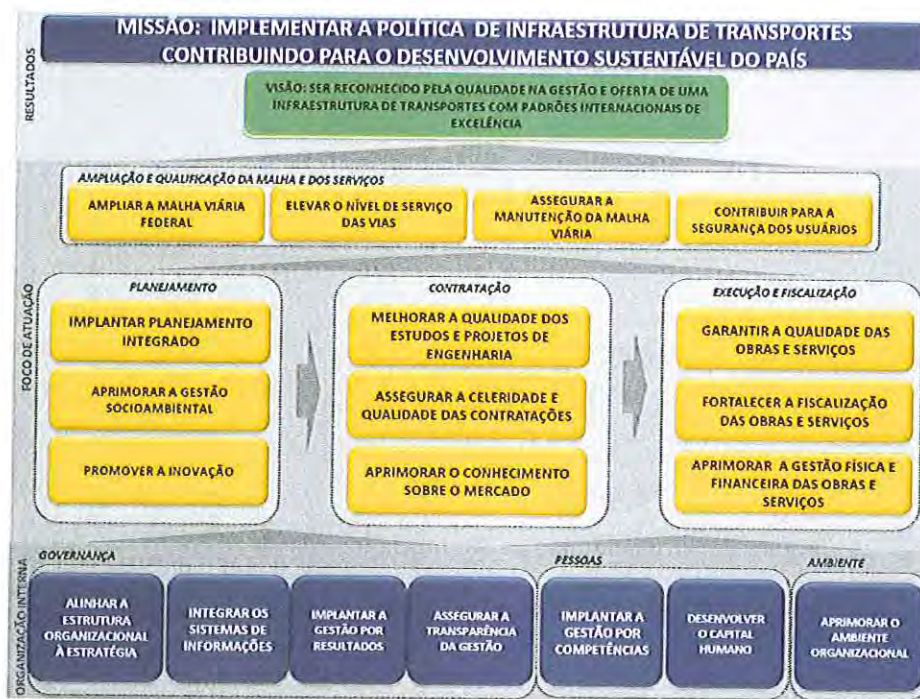 MISSÃO: IMPLEMENTAR A POLÍTICA DE INFRAESTRUTURA DE TRANSPORTES
CONTRIBUINDO PARA O DESENVOLVIMENTO SUSTENTÁVEL DO PAÍS
RESULTADOS
VISÃO: SER RECONHECIDO PELA QUALIDADE NA GESTÃO E OFERTA DE UMA
INFRAESTRUTURA DE TRANSPORTES COM PADRÕES INTERNACIONAIS DE
EXCELÊNCIA
FOCO DE ATUAÇÃO
AMPLIAÇÃO E QUALIFICAÇÃO DA MALHA E DOS SERVIÇOS
AMPLIAR A MALHA VIÁRIA
FEDERAL
ELEVAR O NÍVEL DE SERVIÇO
DAS VIAS
ASSEGURAR A
MANUTENÇÃO DA MALHA
VIÁRIA
CONTRIBUIR PARA A
SEGURANÇA DOS USUÁRIOS
PLANEJAMENTO
IMPLANTAR PLANEJAMENTO
INTEGRADO
APRIMORAR A GESTÃO
SOCIOAMBIENTAL
PROMOVER A INOVAÇÃO
CONTRATAÇÃO
MELHORAR A QUALIDADE DOS
ESTUDOS E PROJETOS DE
ENGENHARIA
ASSEGURAR A CELERIDADE E
QUALIDADE DAS CONTRATAÇÕES
APRIMORAR O CONHECIMENTO
SOBRE O MERCADO
EXECUÇÃO E FISCALIZAÇÃO
GARANTIR A QUALIDADE DAS
OBRAS E SERVIÇOS
FORTALECER A FISCALIZAÇÃO
DAS OBRAS E SERVIÇOS
APRIMORAR A GESTÃO FÍSICA E
FINANCEIRA DAS OBRAS E
SERVIÇOS
ORGANIZAÇÃO INTERNA
GOVERNANÇA
ALINHAR A
ESTRUTURA
ORGANIZACIONAL
À ESTRATÉGIA
INTEGRAR OS
SISTEMAS DE
INFORMAÇÕES
IMPLANTAR A
GESTÃO POR
RESULTADOS
ASSEGURAR A
TRANSPARÊNCIA
DA GESTÃO
PESSOAS
IMPLANTAR A
GESTÃO POR
COMPETÊNCIAS
DESENVOLVER
O CAPITAL
HUMANO
AMBIENTE
APRIMORAR O
AMBIENTE
ORGANIZACIONAL